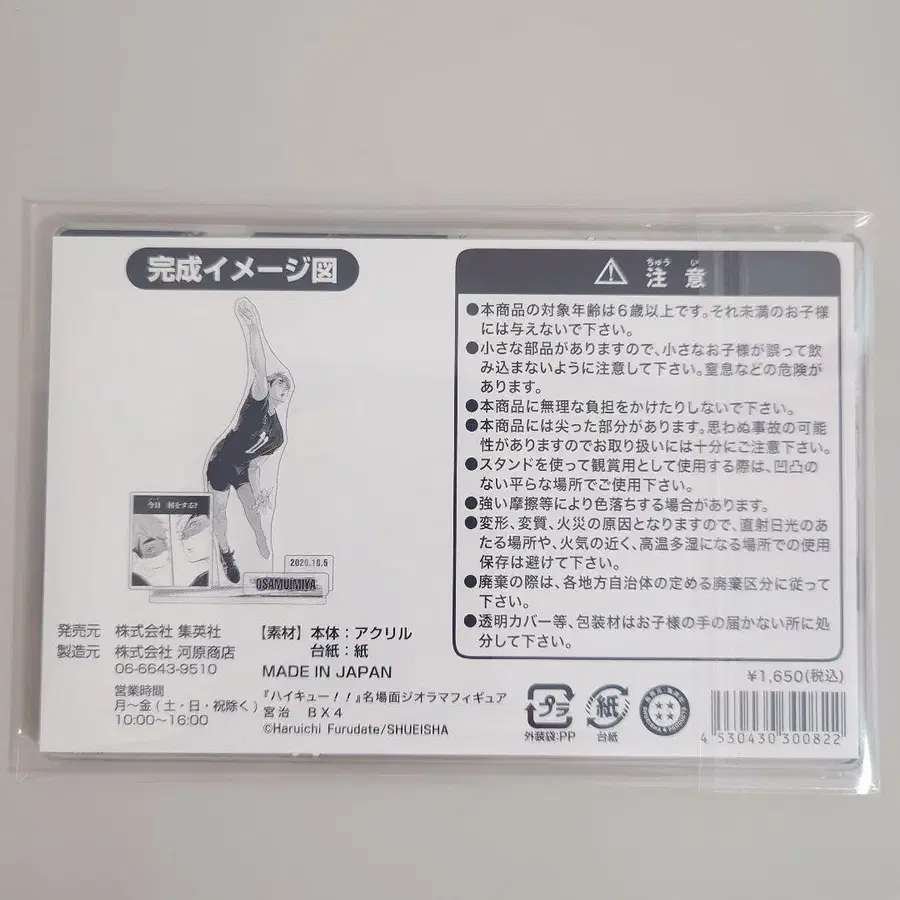 完成イメージ図
今日 何をする?
2020.10.5
OSAMUMIYA
発売元 株式会社 集英社
製造元 株式会社 河原商店
06-6643-9510
営業時間
月〜金(土・日・祝除く)
10:00〜16:00
【素材】本体:アクリル
台紙:紙
MADE IN JAPAN
『ハイキュー!!』名場面ジオラマフィギュア
宮治 BX4
©Haruichi Furudate/SHUEISHA
ちゅう い
注意
●本商品の対象年齢は6歳以上です。それ未満のお子様
には与えないで下さい。
●小さな部品がありますので、小さなお子様が誤って飲
み込まないように注意して下さい。窒息などの危険が
あります。
●本商品に無理な負担をかけたりしないで下さい。
●本商品には尖った部分があります。思わぬ事故の可能
性がありますのでお取り扱いには十分にご注意下さい。
●スタンドを使って観賞用として使用する際は、凹凸の
ない平らな場所でご使用下さい。
●強い摩擦等により色落ちする場合があります。
●変形、変質、火災の原因となりますので、直射日光のあ
たる場所や、火気の近く、高温多湿になる場所での使用
保存は避けて下さい。
●廃棄の際は、各地方自治体の定める廃棄区分に従って
下さい。
●透明カバー等、包装材はお子様の手の届かない所に処
分して下さい。
¥1,650(税込)
プラ
外装袋:PP
紙
台紙
4 530430 300822